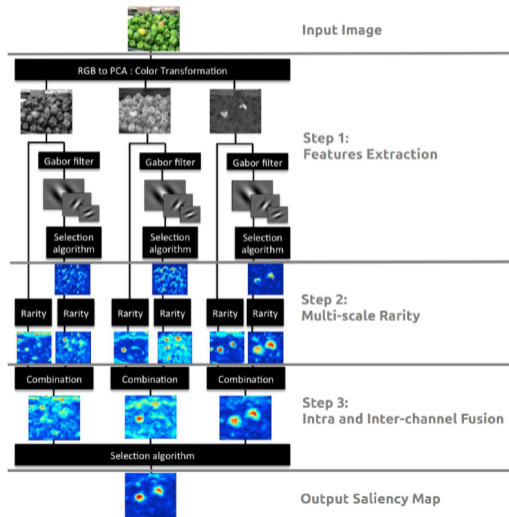 Input Image
RGB to PCA : Color Transformation
Step 1:
Features Extraction
Gabor filter
Gabor filter
Gabor filter
Selection
algorithm
Selection
algorithm
Selection
algorithm
Step 2:
Multi-scale Rarity
Rarity
Rarity
Rarity
Rarity
Rarity
Rarity
Combination
Combination
Combination
Step 3:
Intra and Inter-channel Fusion
Selection algorithm
Output Saliency Map